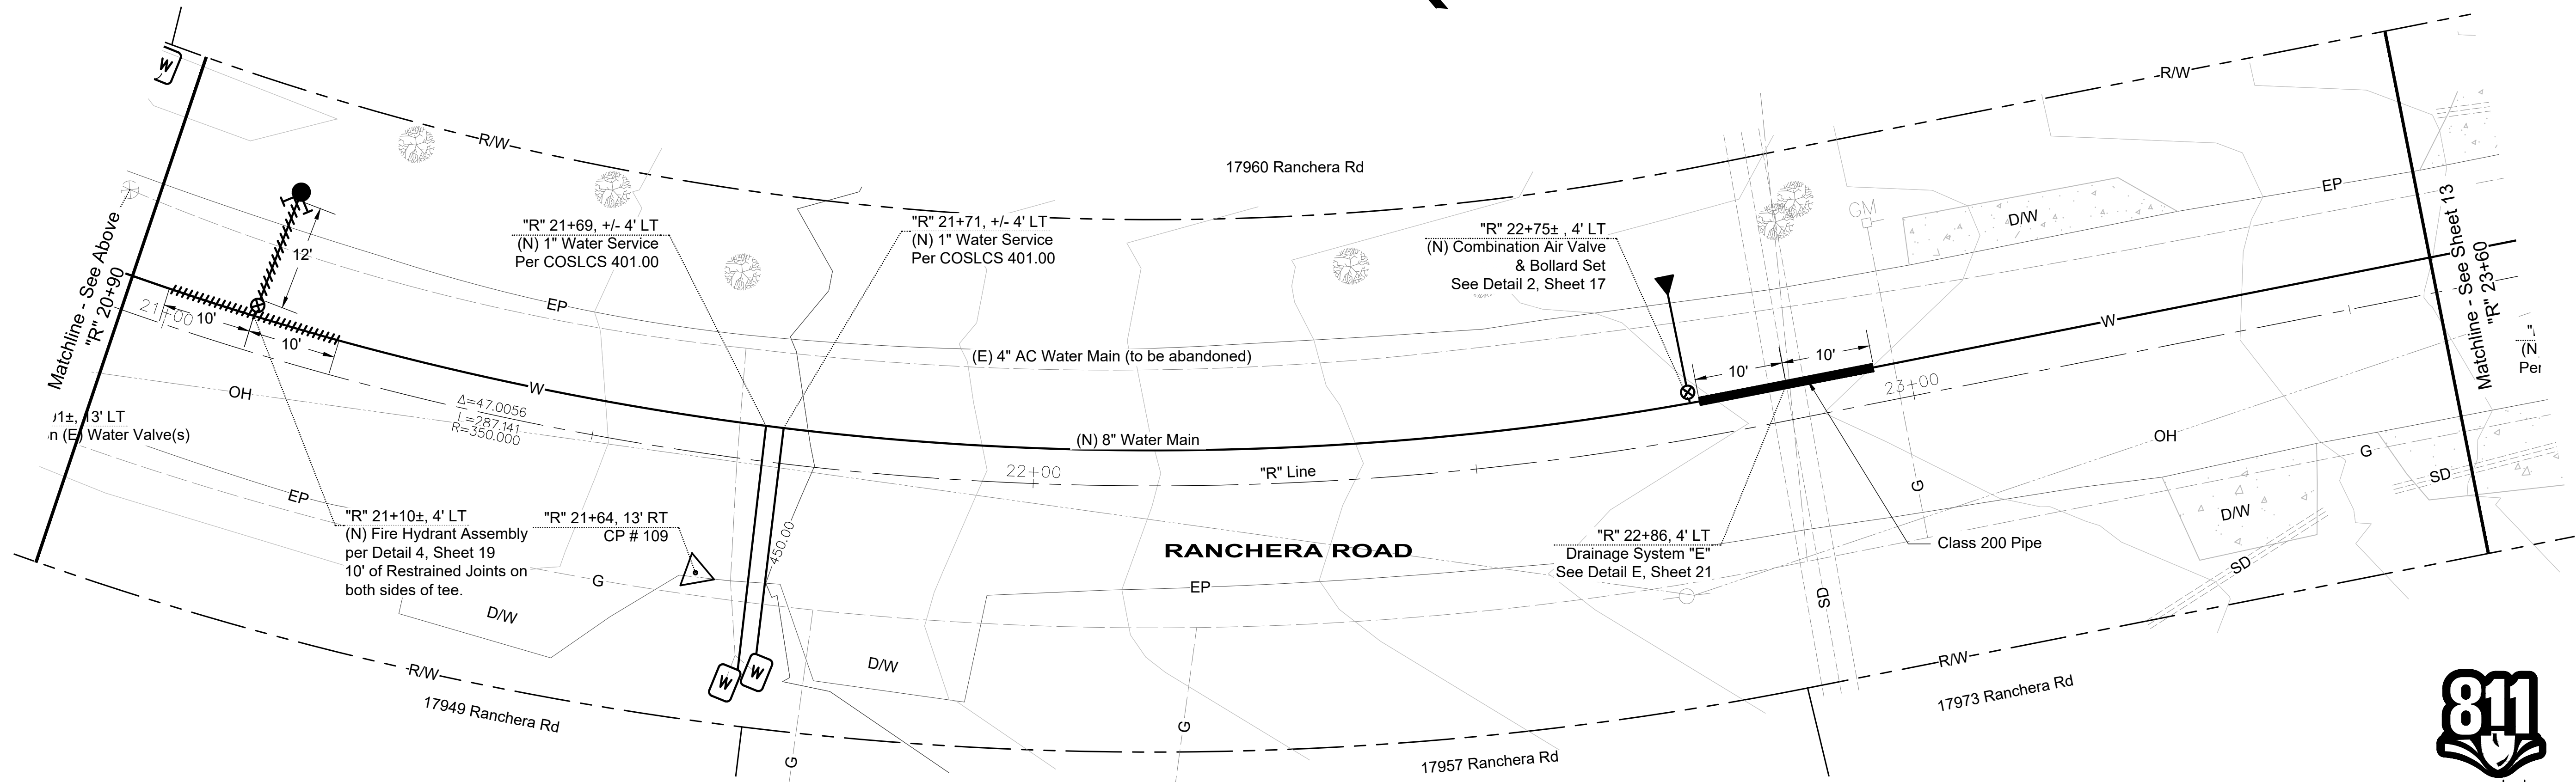 W
R/W
R/W
17960 Ranchera Rd
EP
GM
D/W
"R" 21+69, +/- 4' LT
(N) 1" Water Service
Per COSLCS 401.00
"R" 21+71, +/- 4' LT
(N) 1" Water Service
Per COSLCS 401.00
"R" 22+75± , 4' LT
(N) Combination Air Valve
& Bollard Set
See Detail 2, Sheet 17
Matchline - See Above
"R" 20+90
12'
21+00
10'
10'
EP
(E) 4" AC Water Main (to be abandoned)
10'
10'
W
23+00
Matchline - See Sheet 13
"R" 23+60
"
(N
Per
OH
W
Δ=47.0056
L=287.141
R=350.000
1±, 13' LT
n (E) Water Valve(s)
(N) 8" Water Main
22+00
"R" Line
OH
G
SD
EP
"R" 21+10±, 4' LT
(N) Fire Hydrant Assembly
per Detail 4, Sheet 19
10' of Restrained Joints on
both sides of tee.
"R" 21+64, 13' RT
CP # 109
450.00
RANCHERA ROAD
"R" 22+86, 4' LT
Drainage System "E"
See Detail E, Sheet 21
Class 200 Pipe
G
D/W
SD
G
D/W
EP
SD
D/W
W
W
R/W
R/W
17949 Ranchera Rd
G
G
17957 Ranchera Rd
17973 Ranchera Rd
811